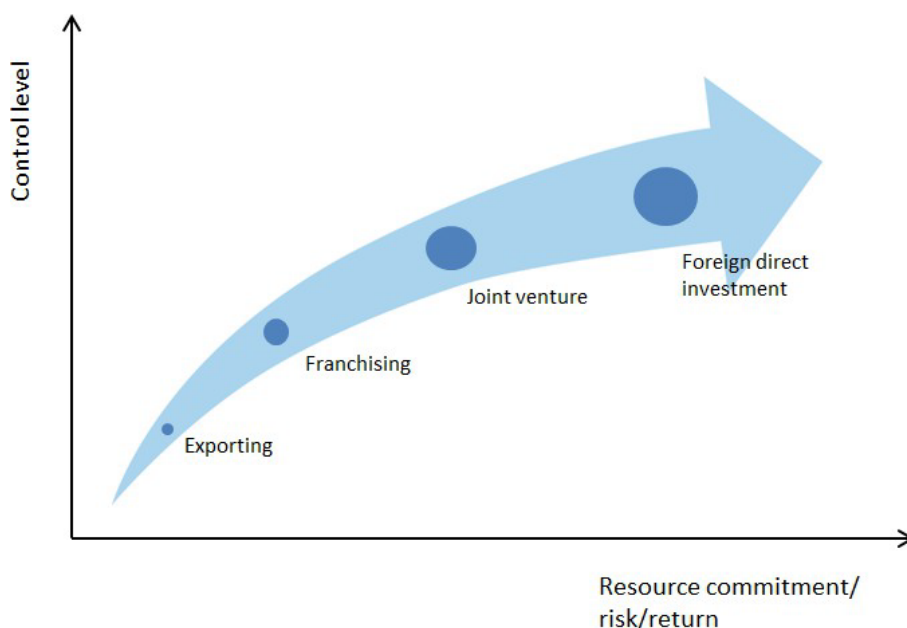 Control level
Foreign direct
investment
Joint venture
Franchising
Exporting
Resource commitment/
risk/return